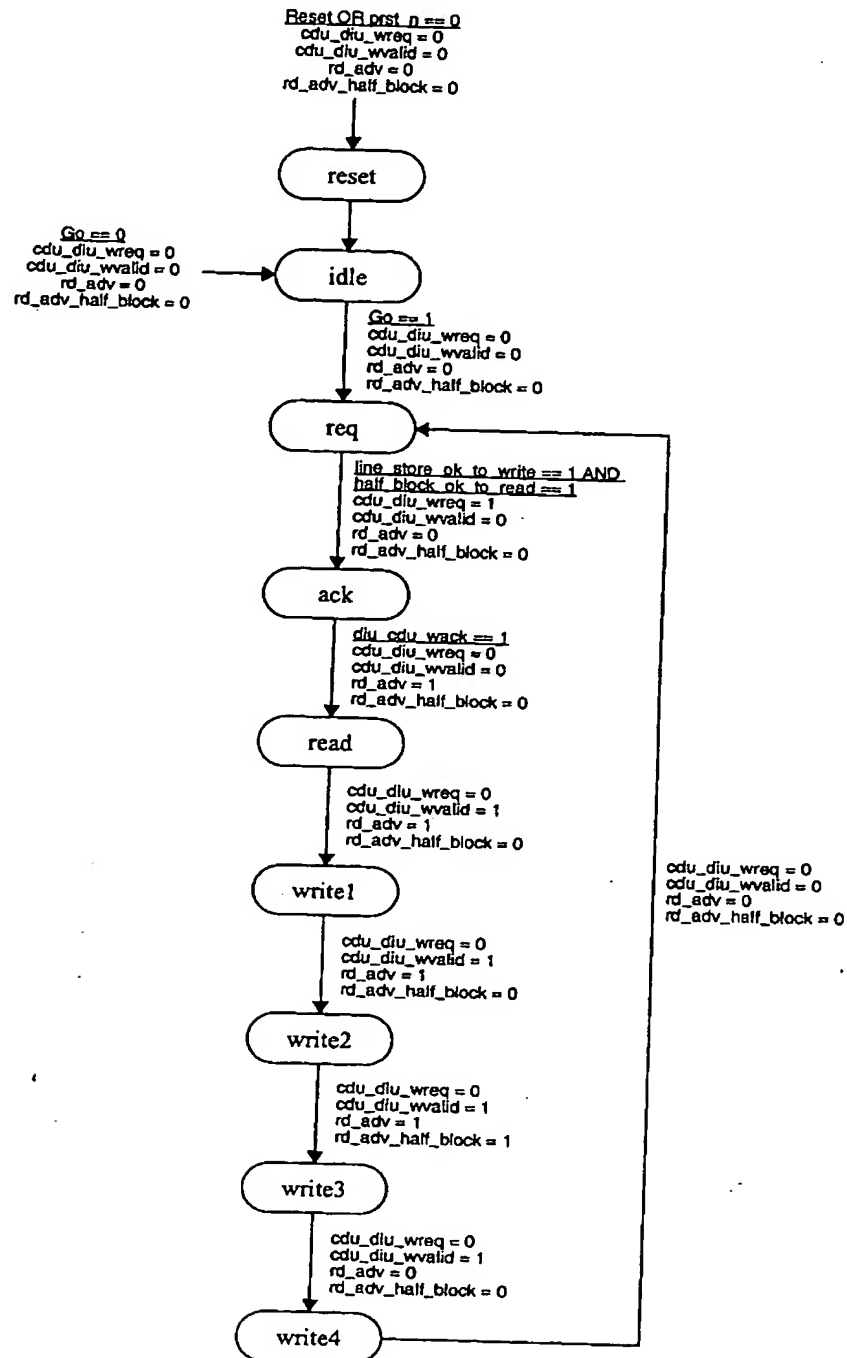 Reset OR prst_n == 0
cdu_diu_wreq = 0
cdu_diu_wvalid = 0
rd_adv = 0
rd_adv_half_block = 0
reset
Go == 0
cdu_diu_wreq = 0
cdu_diu_wvalid = 0
rd_adv = 0
rd_adv_half_block = 0
idle
Go == 1
cdu_diu_wreq = 0
cdu_diu_wvalid = 0
rd_adv = 0
rd_adv_half_block = 0
req
line_store_ok_to_write == 1 AND
half_block_ok_to_read == 1
cdu_diu_wreq = 1
cdu_diu_wvalid = 0
rd_adv = 0
rd_adv_half_block = 0
ack
diu_cdu_wack == 1
cdu_diu_wreq = 0
cdu_diu_wvalid = 0
rd_adv = 1
rd_adv_half_block = 0
read
cdu_diu_wreq = 0
cdu_diu_wvalid = 1
rd_adv = 1
rd_adv_half_block = 0
write1
cdu_diu_wreq = 0
cdu_diu_wvalid = 0
rd_adv = 0
rd_adv_half_block = 0
cdu_diu_wreq = 0
cdu_diu_wvalid = 1
rd_adv = 1
rd_adv_half_block = 0
write2
cdu_diu_wreq = 0
cdu_diu_wvalid = 1
rd_adv = 1
rd_adv_half_block = 1
write3
cdu_diu_wreq = 0
cdu_diu_wvalid = 1
rd_adv = 0
rd_adv_half_block = 0
write4